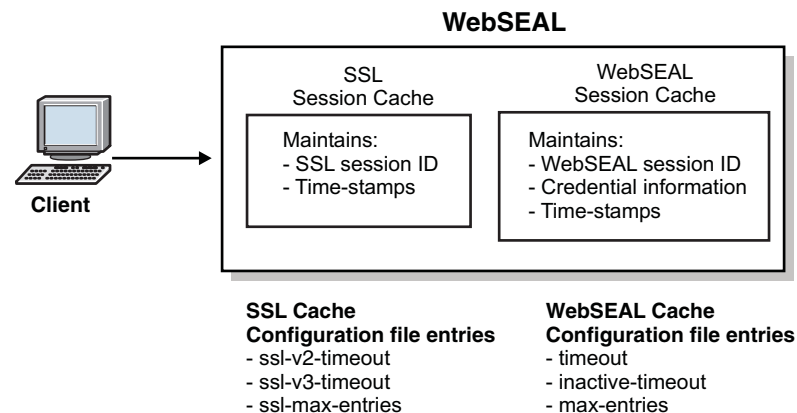 WebSEAL
SSL
Session Cache
Maintains:
- SSL session ID
- Time-stamps
WebSEAL
Session Cache
Maintains:
- WebSEAL session ID
- Credential information
- Time-stamps
Client
SSL Cache
Configuration file entries
- ssl-v2-timeout
- ssl-v3-timeout
- ssl-max-entries
WebSEAL Cache
Configuration file entries
- timeout
- inactive-timeout
- max-entries